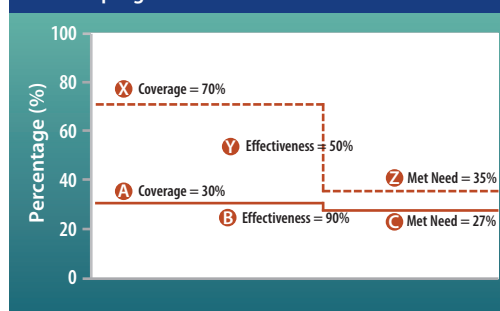 100
80
60
40
20
0
Percentage (%)
X Coverage = 70%
Y Effectiveness = 50%
Z Met Need = 35%
A Coverage = 30%
B Effectiveness = 90%
C Met Need = 27%